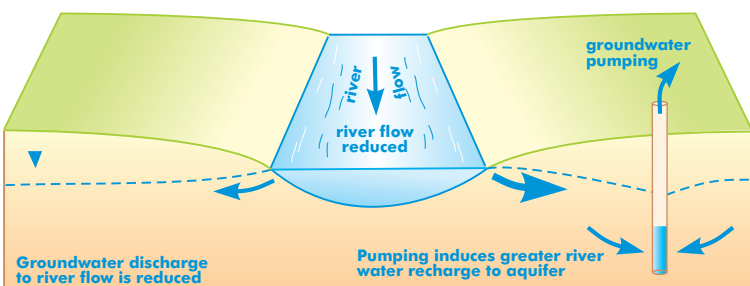 groundwater
pumping
river
flow
river flow
reduced
Groundwater discharge
to river flow is reduced
Pumping induces greater river
water recharge to aquifer